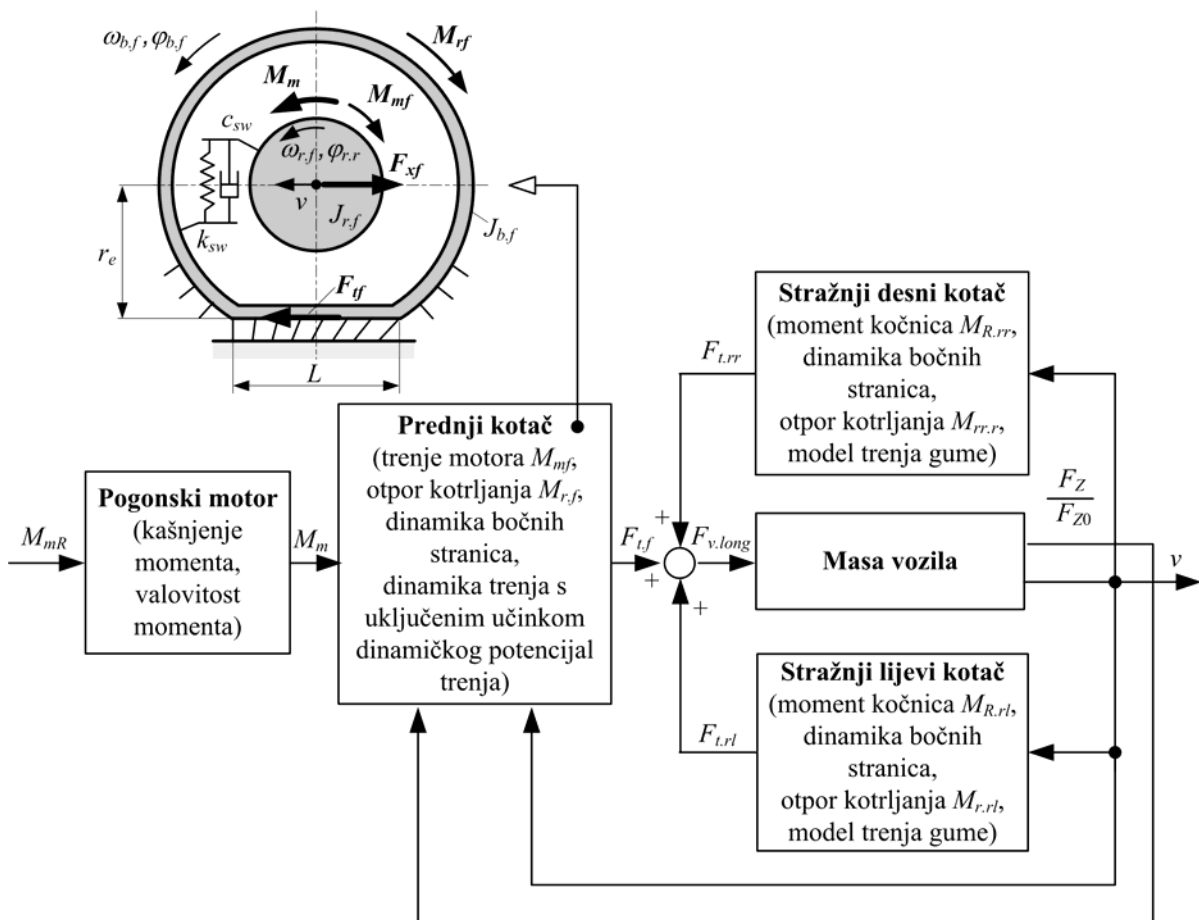 ω_{b.f}, φ_{b.f}
M_{rf}
M_m
M_{mf}
c_{sw}
ω_{r.f}, φ_{r.r}
F_{xf}
v
J_{r.f}
k_{sw}
J_{b.f}
r_e
F_{tf}
L
M_{mR}
Pogonski motor
(kašnjenje
momenta,
valovitost
momenta)
M_m
Prednji kotač
(trenje motora M_{mf},
otpor kotrljanja M_{r.f},
dinamika bočnih
stranica,
dinamika trenja s
uključenim učinkom
dinamičkog potencijal
trenja)
F_{t.f}
+
+
+
F_{t.rr}
F_{v.long}
F_{t.rl}
Stražnji desni kotač
(moment kočnica M_{R.rr},
dinamika bočnih
stranica,
otpor kotrljanja M_{rr.r},
model trenja gume)
Masa vozila
F_Z
F_{Z0}
v
Stražnji lijevi kotač
(moment kočnica M_{R.rl},
dinamika bočnih
stranica,
otpor kotrljanja M_{r.rl},
model trenja gume)